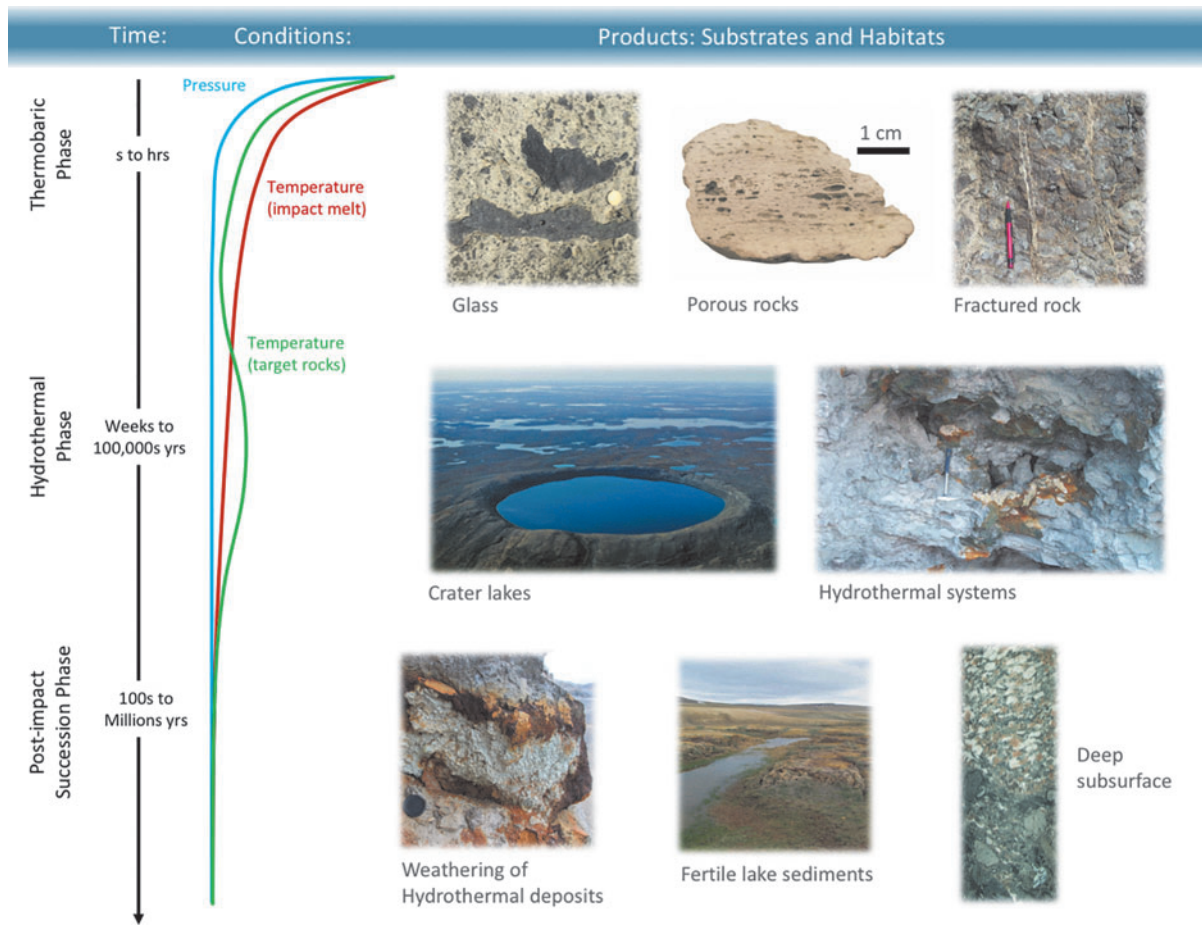 Time:
Conditions:
Products: Substrates and Habitats
Thermobaric
Phase
s to hrs
Pressure
Temperature
(impact melt)
1 cm
Glass
Porous rocks
Fractured rock
Hydrothermal
Phase
Weeks to
100,000s yrs
Temperature
(target rocks)
Crater lakes
Hydrothermal systems
Post-impact
Succession Phase
100s to
Millions yrs
Weathering of
Hydrothermal deposits
Fertile lake sediments
Deep
subsurface